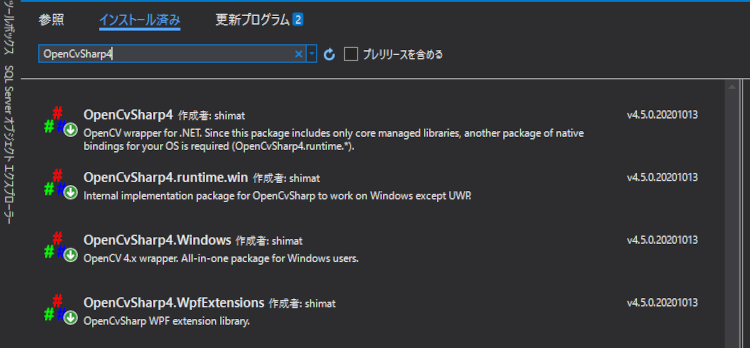 ツールボックス
SQL Server オブジェクト エクスプローラー
参照 インストール済み 更新プログラム 2
OpenCvSharp4 プレリリースを含める
OpenCvSharp4 作成者: shimat v4.5.0.20201013
OpenCV wrapper for .NET. Since this package includes only core managed libraries, another package of native
bindings for your OS is required (OpenCvSharp4.runtime.*).
OpenCvSharp4.runtime.win 作成者: shimat v4.5.0.20201013
Internal implementation package for OpenCvSharp to work on Windows except UWP.
OpenCvSharp4.Windows 作成者: shimat v4.5.0.20201013
OpenCV 4.x wrapper. All-in-one package for Windows users.
OpenCvSharp4.WpfExtensions 作成者: shimat v4.5.0.20201013
OpenCvSharp WPF extension library.